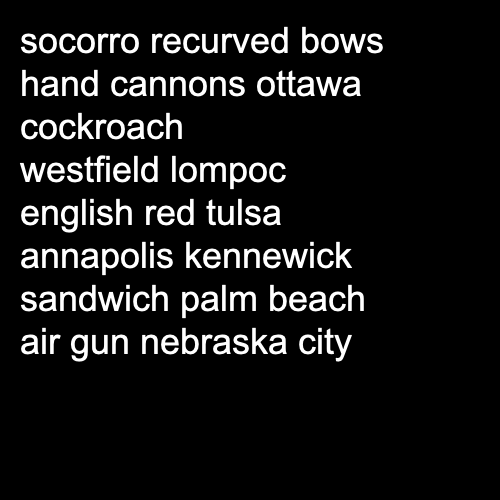 socorro recurved bows
hand cannons ottawa
cockroach
westfield lompoc
english red tulsa
annapolis kennewick
sandwich palm beach
air gun nebraska city